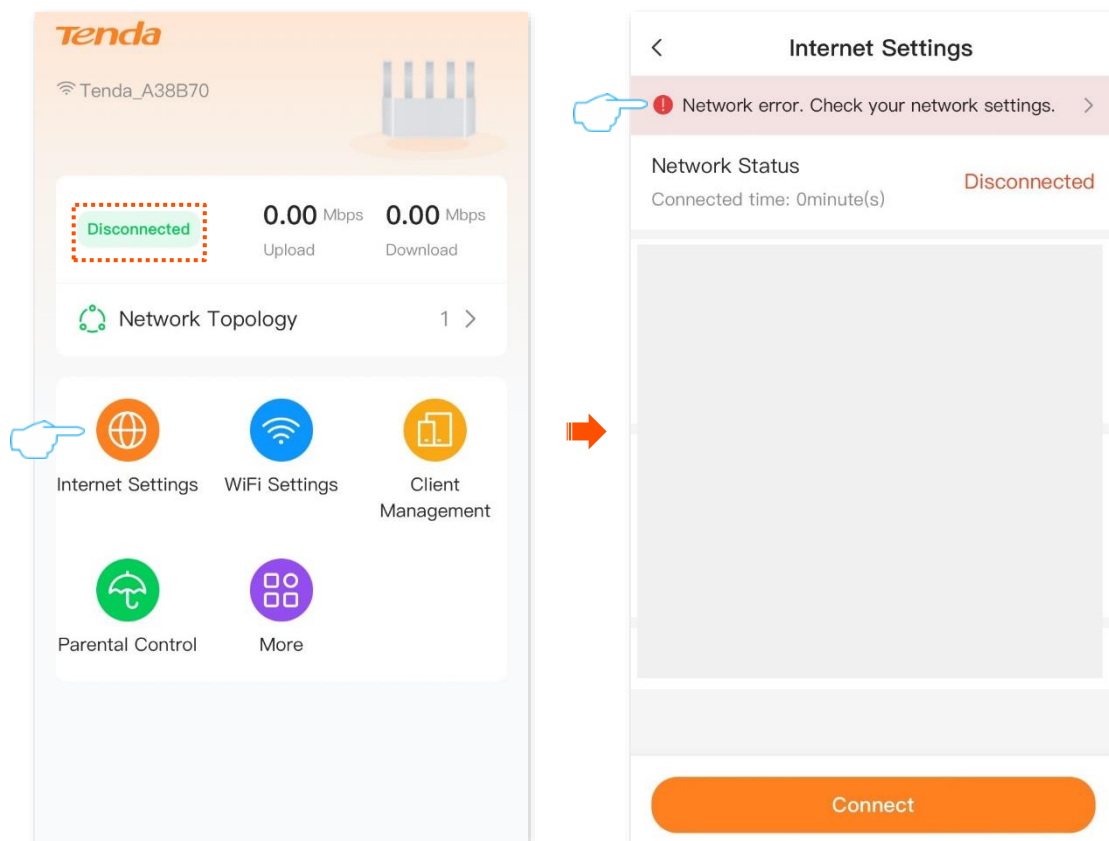 Tenda
Tenda_A38B70
Disconnected
0.00 Mbps
Upload
0.00 Mbps
Download
Network Topology
1
Internet Settings
WiFi Settings
Client
Management
Parental Control
More
Internet Settings
Network error. Check your network settings.
Network Status
Connected time: 0minute(s)
Disconnected
Connect